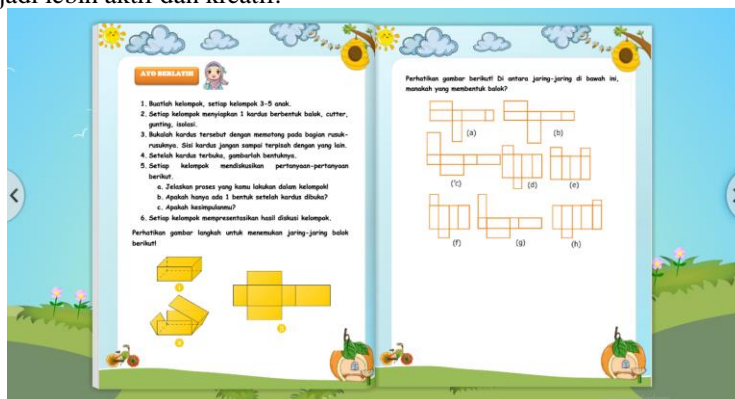 jadi lebih aktif dan kreatif.
AYO BERLATIH
1. Buatlah kelompok, setiap kelompok 3-5 anak.
2. Setiap kelompok menyiapkan 1 kardus berbentuk balok, cutter,
gunting, isolasi.
3. Bukalah kardus tersebut dengan memotong pada bagian rusuk-
rusuknya. Sisi kardus jangan sampai terpisah dengan yang lain.
4. Setelah kardus terbuka, gambarlah bentuknya.
5. Setiap kelompok mendiskusikan pertanyaan-pertanyaan
berikut.
a. Jelaskan proses yang kamu lakukan dalam kelompok!
b. Apakah hanya ada 1 bentuk setelah kardus dibuka?
c. Apakah kesimpulanmu?
6. Setiap kelompok mempresentasikan hasil diskusi kelompok.
Perhatikan gambar langkah untuk menemukan jaring-jaring balok
berikut!
Perhatikan gambar berikut! Di antara jaring-jaring di bawah ini,
manakah yang membentuk balok?
(a)
(b)
(c)
(d)
(e)
(f)
(g)
(h)